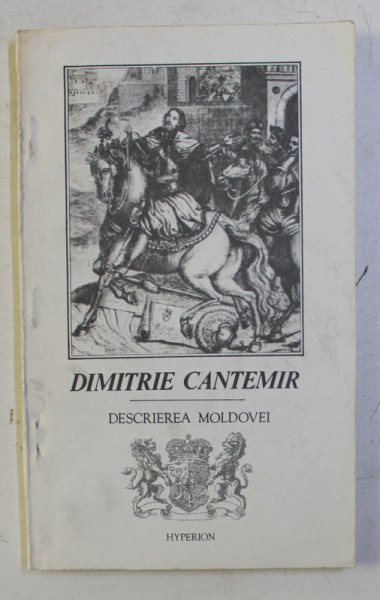 DIMITRIE CANTEMIR
DESCRIEREA MOLDOVEI
HYPERION